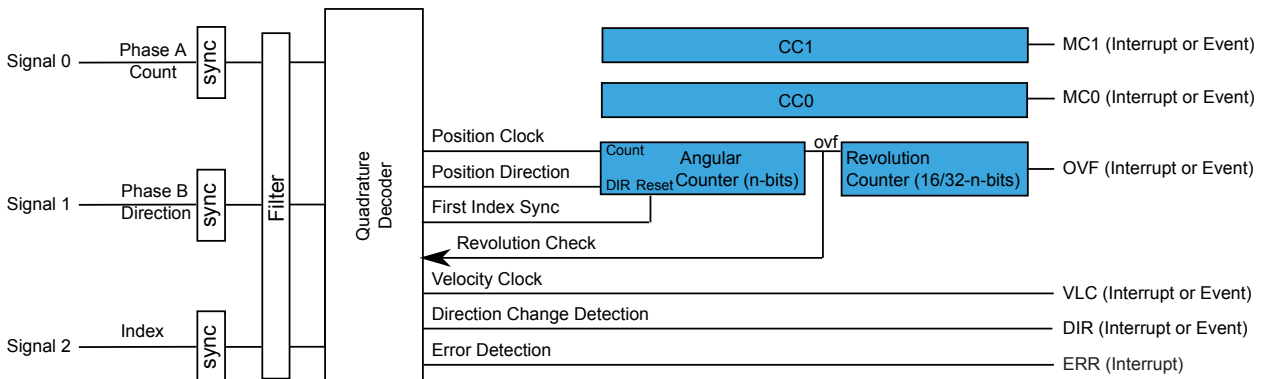 Signal 0
Phase A
Count
sync
Signal 1
Phase B
Direction
sync
Signal 2
Index
sync
Filter
Quadrature
Decoder
CC1
MC1 (Interrupt or Event)
CC0
MC0 (Interrupt or Event)
Position Clock
Count
Angular
Counter (n-bits)
ovf
Revolution
Counter (16/32-n-bits)
OVF (Interrupt or Event)
Position Direction
DIR Reset
First Index Sync
Revolution Check
Velocity Clock
VLC (Interrupt or Event)
Direction Change Detection
DIR (Interrupt or Event)
Error Detection
ERR (Interrupt)